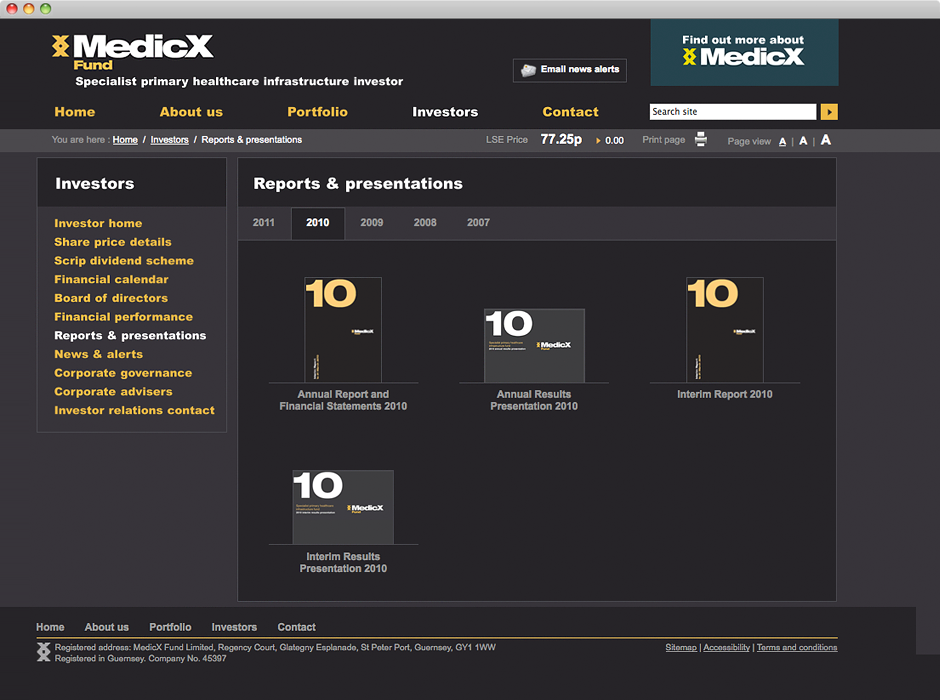 MedicX
Fund
Specialist primary healthcare infrastructure investor
Email news alerts
Find out more about
MedicX
Home About us Portfolio Investors Contact
Search site
You are here : Home / Investors / Reports & presentations
LSE Price 77.25p 0.00 Print page Page view A | A | A
Investors
Investor home
Share price details
Scrip dividend scheme
Financial calendar
Board of directors
Financial performance
Reports & presentations
News & alerts
Corporate governance
Corporate advisers
Investor relations contact
Reports & presentations
2011 2010 2009 2008 2007
10
MedicX
Annual Report and
Financial Statements 2010
10
MedicX
Fund
Annual Results
Presentation 2010
10
MedicX
Interim Report 2010
10
MedicX
Fund
Interim Results
Presentation 2010
Home About us Portfolio Investors Contact
Registered address: MedicX Fund Limited, Regency Court, Glategny Esplanade, St Peter Port, Guernsey, GY1 1WW
Registered in Guernsey. Company No. 45397
Sitemap | Accessibility | Terms and conditions